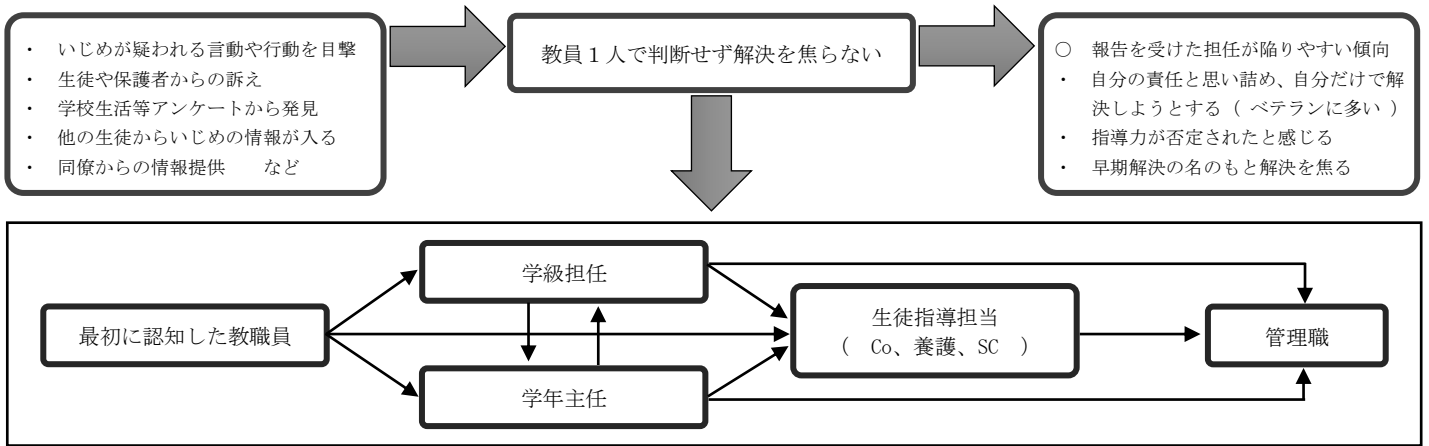 ・ いじめが疑われる言動や行動を目撃
・ 生徒や保護者からの訴え
・ 学校生活等アンケートから発見
・ 他の生徒からいじめの情報が入る
・ 同僚からの情報提供　　など
教員１人で判断せず解決を焦らない
○ 報告を受けた担任が陥りやすい傾向
・ 自分の責任と思い詰め、自分だけで解
決しようとする（ ベテランに多い ）
・ 指導力が否定されたと感じる
・ 早期解決の名のもと解決を焦る
最初に認知した教職員
学級担任
学年主任
生徒指導担当
（　Co、養護、SC　）
管理職